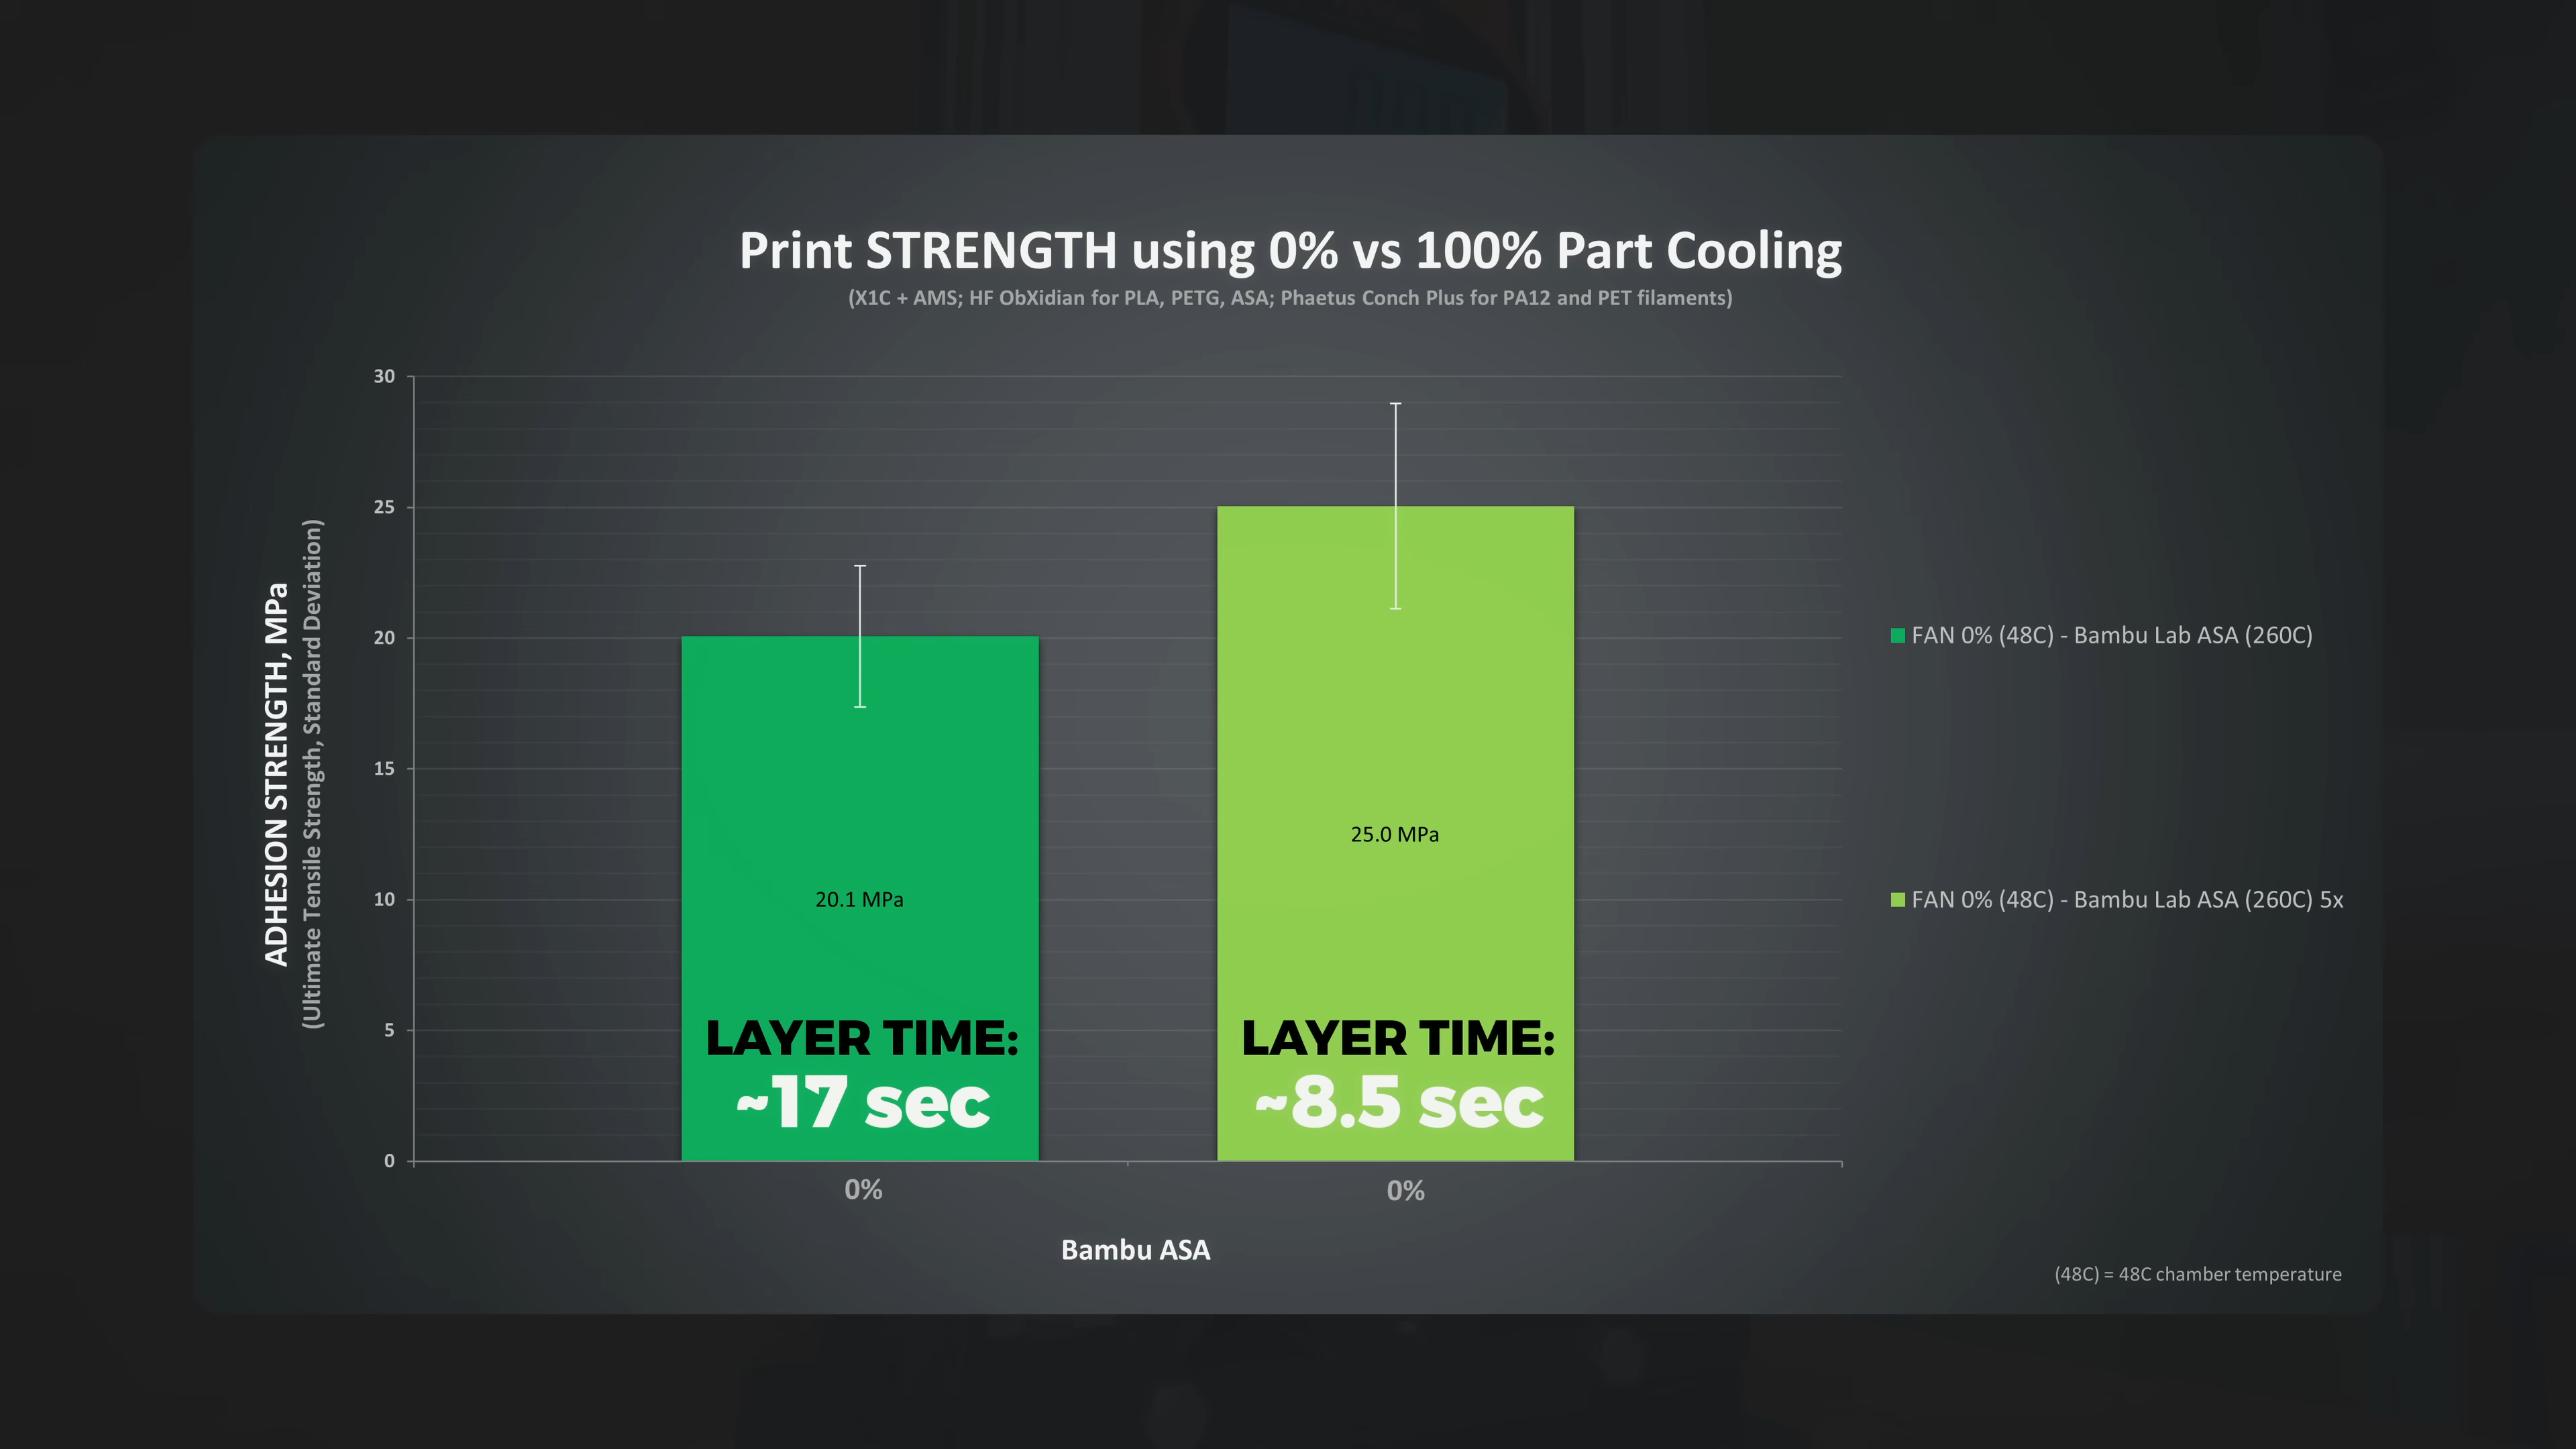 Print STRENGTH using 0% vs 100% Part Cooling
(X1C + AMS; HF ObXidian for PLA, PETG, ASA; Phaetus Conch Plus for PA12 and PET filaments)
ADHESION STRENGTH, MPa
(Ultimate Tensile Strength, Standard Deviation)
30
25
20
15
10
5
0
20.1 MPa
LAYER TIME:
~17 sec
25.0 MPa
LAYER TIME:
~8.5 sec
0%
0%
Bambu ASA
FAN 0% (48C) - Bambu Lab ASA (260C)
FAN 0% (48C) - Bambu Lab ASA (260C) 5x
(48C) = 48C chamber temperature